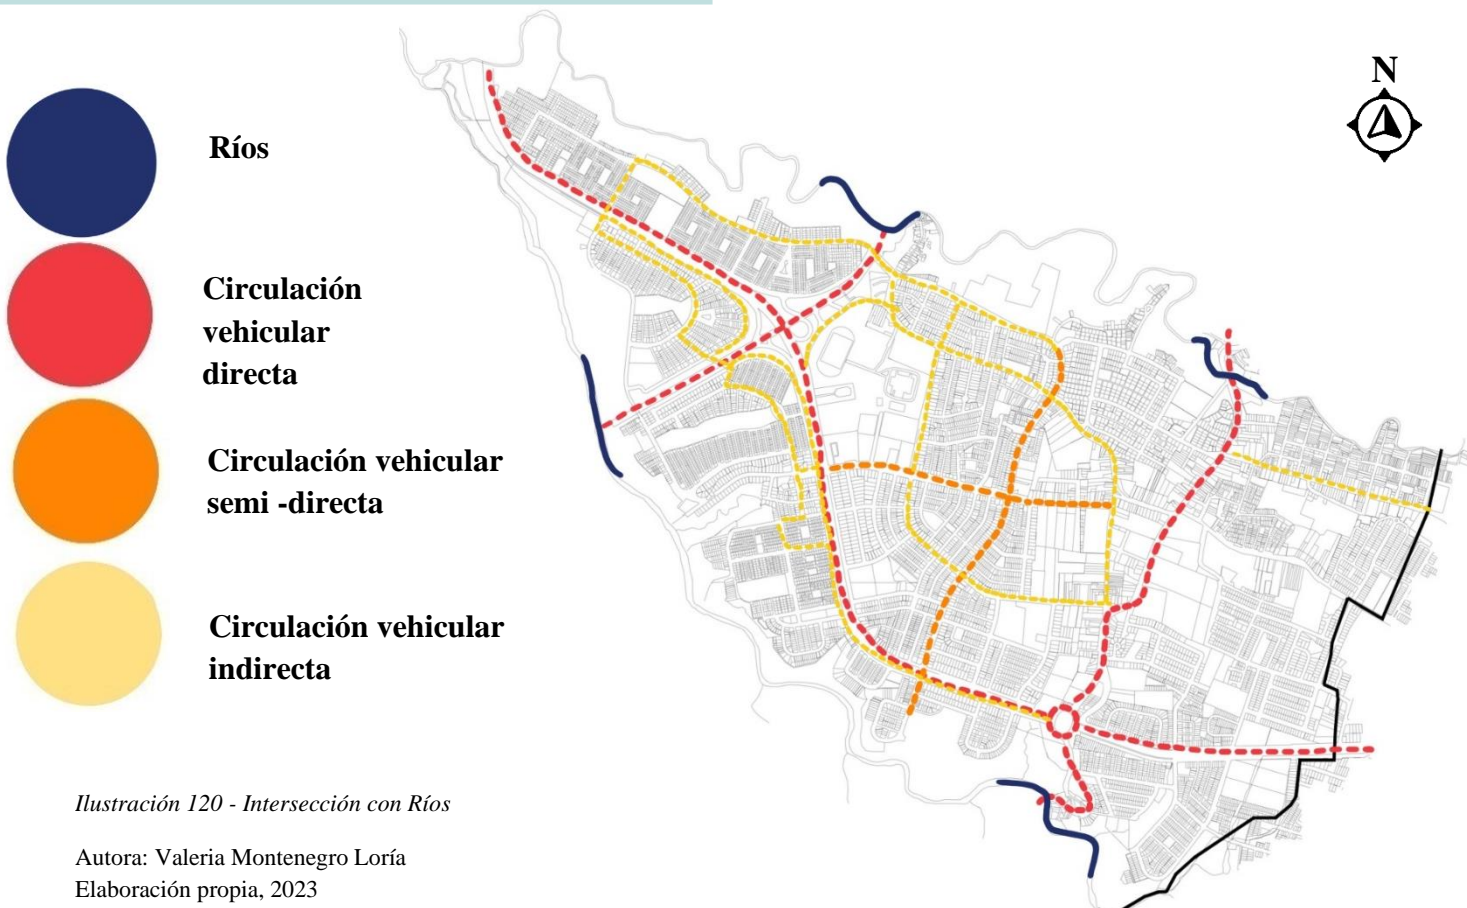 N
Ríos
Circulación
vehicular
directa
Circulación vehicular
semi -directa
Circulación vehicular
indirecta
Ilustración 120 - Intersección con Ríos
Autora: Valeria Montenegro Loría
Elaboración propia, 2023